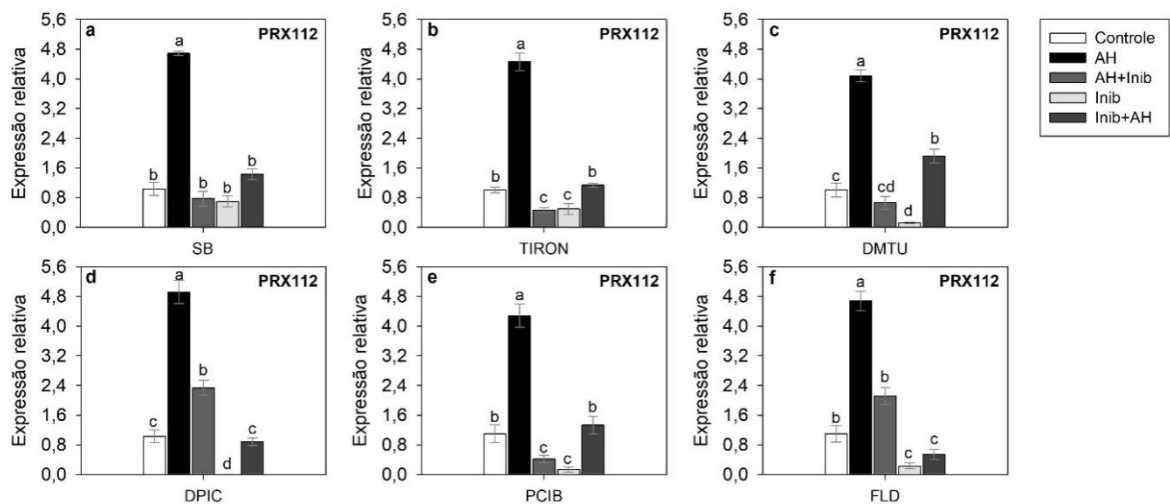 a
PRX112
Expressão relativa
5,6
4,8
4,0
3,2
2,4
1,6
0,8
0,0
b
a
b
b
b
SB
b
PRX112
Expressão relativa
5,6
4,8
4,0
3,2
2,4
1,6
0,8
0,0
b
a
c
c
b
TIRON
c
PRX112
Expressão relativa
5,6
4,8
4,0
3,2
2,4
1,6
0,8
0,0
c
a
cd
d
b
DMTU
Controle
AH
AH+Inib
Inib
Inib+AH
d
PRX112
Expressão relativa
5,6
4,8
4,0
3,2
2,4
1,6
0,8
0,0
c
a
b
d
c
DPIC
e
PRX112
Expressão relativa
5,6
4,8
4,0
3,2
2,4
1,6
0,8
0,0
b
a
c
c
b
PCIB
f
PRX112
Expressão relativa
5,6
4,8
4,0
3,2
2,4
1,6
0,8
0,0
b
a
b
c
c
FLD